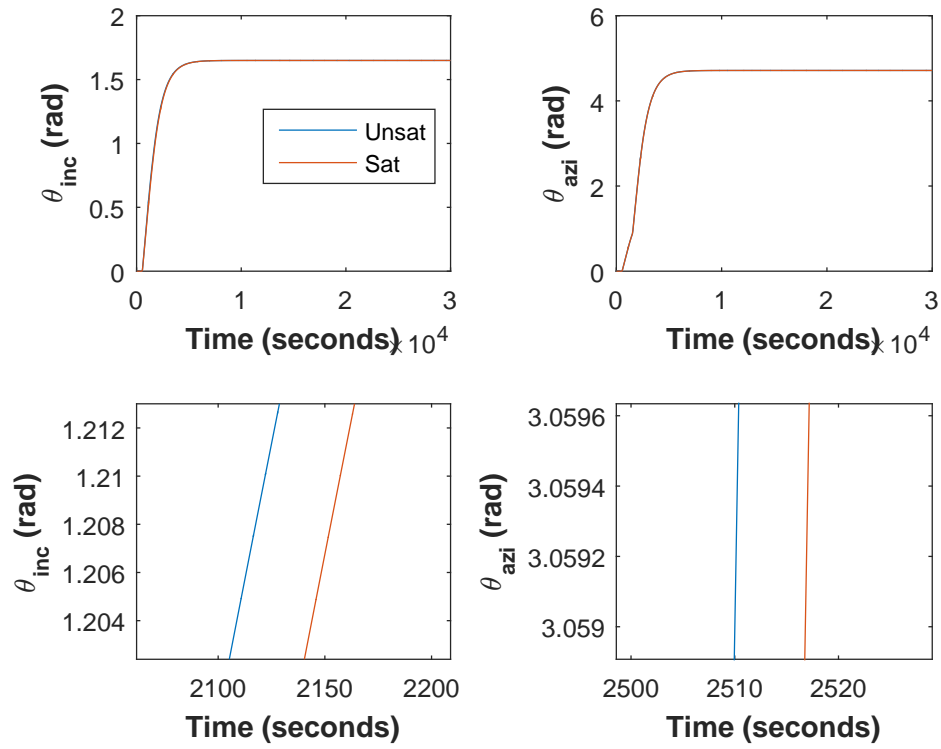 2
1.5
1
0.5
0
θinc (rad)
Unsat
Sat
0 1 2 3
Time (seconds)
×10^4
6
4
2
0
θazi (rad)
0 1 2 3
Time (seconds)
×10^4
1.212
1.21
1.208
1.206
1.204
θinc (rad)
2100 2150 2200
Time (seconds)
3.0596
3.0594
3.0592
3.059
θazi (rad)
2500 2510 2520
Time (seconds)